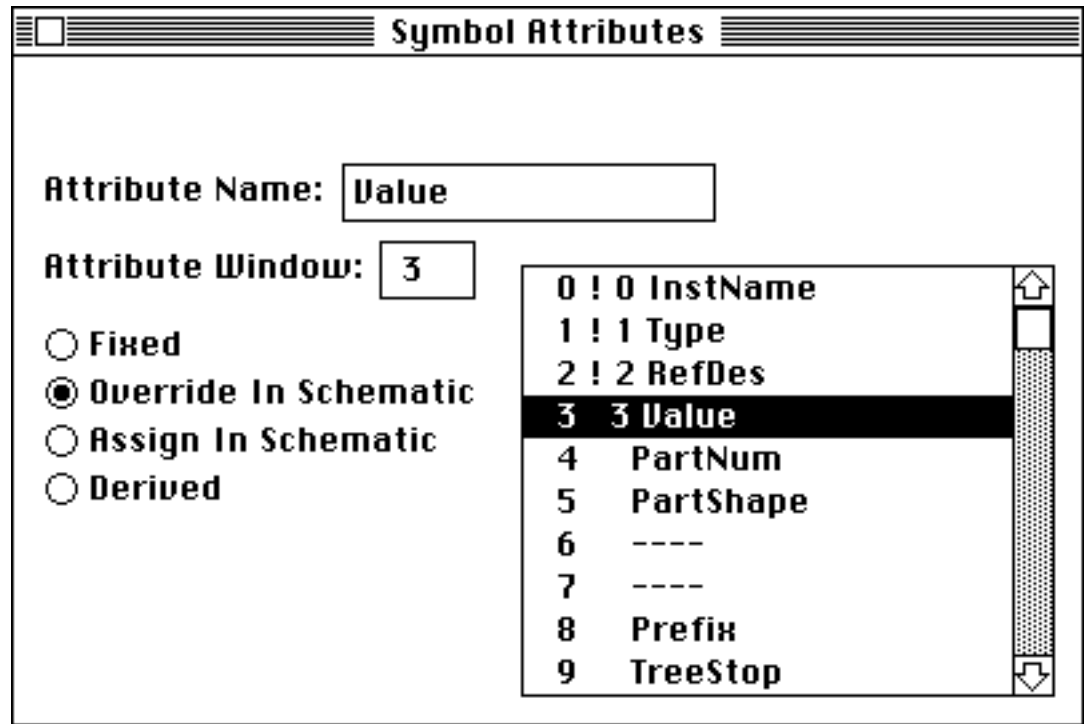 Symbol Attributes
Attribute Name: Value
Attribute Window: 3
Fixed
Override In Schematic
Assign In Schematic
Derived
0 ! 0 InstName
1 ! 1 Type
2 ! 2 RefDes
3 3 Value
4 PartNum
5 PartShape
6 ----
7 ----
8 Prefix
9 TreeStop